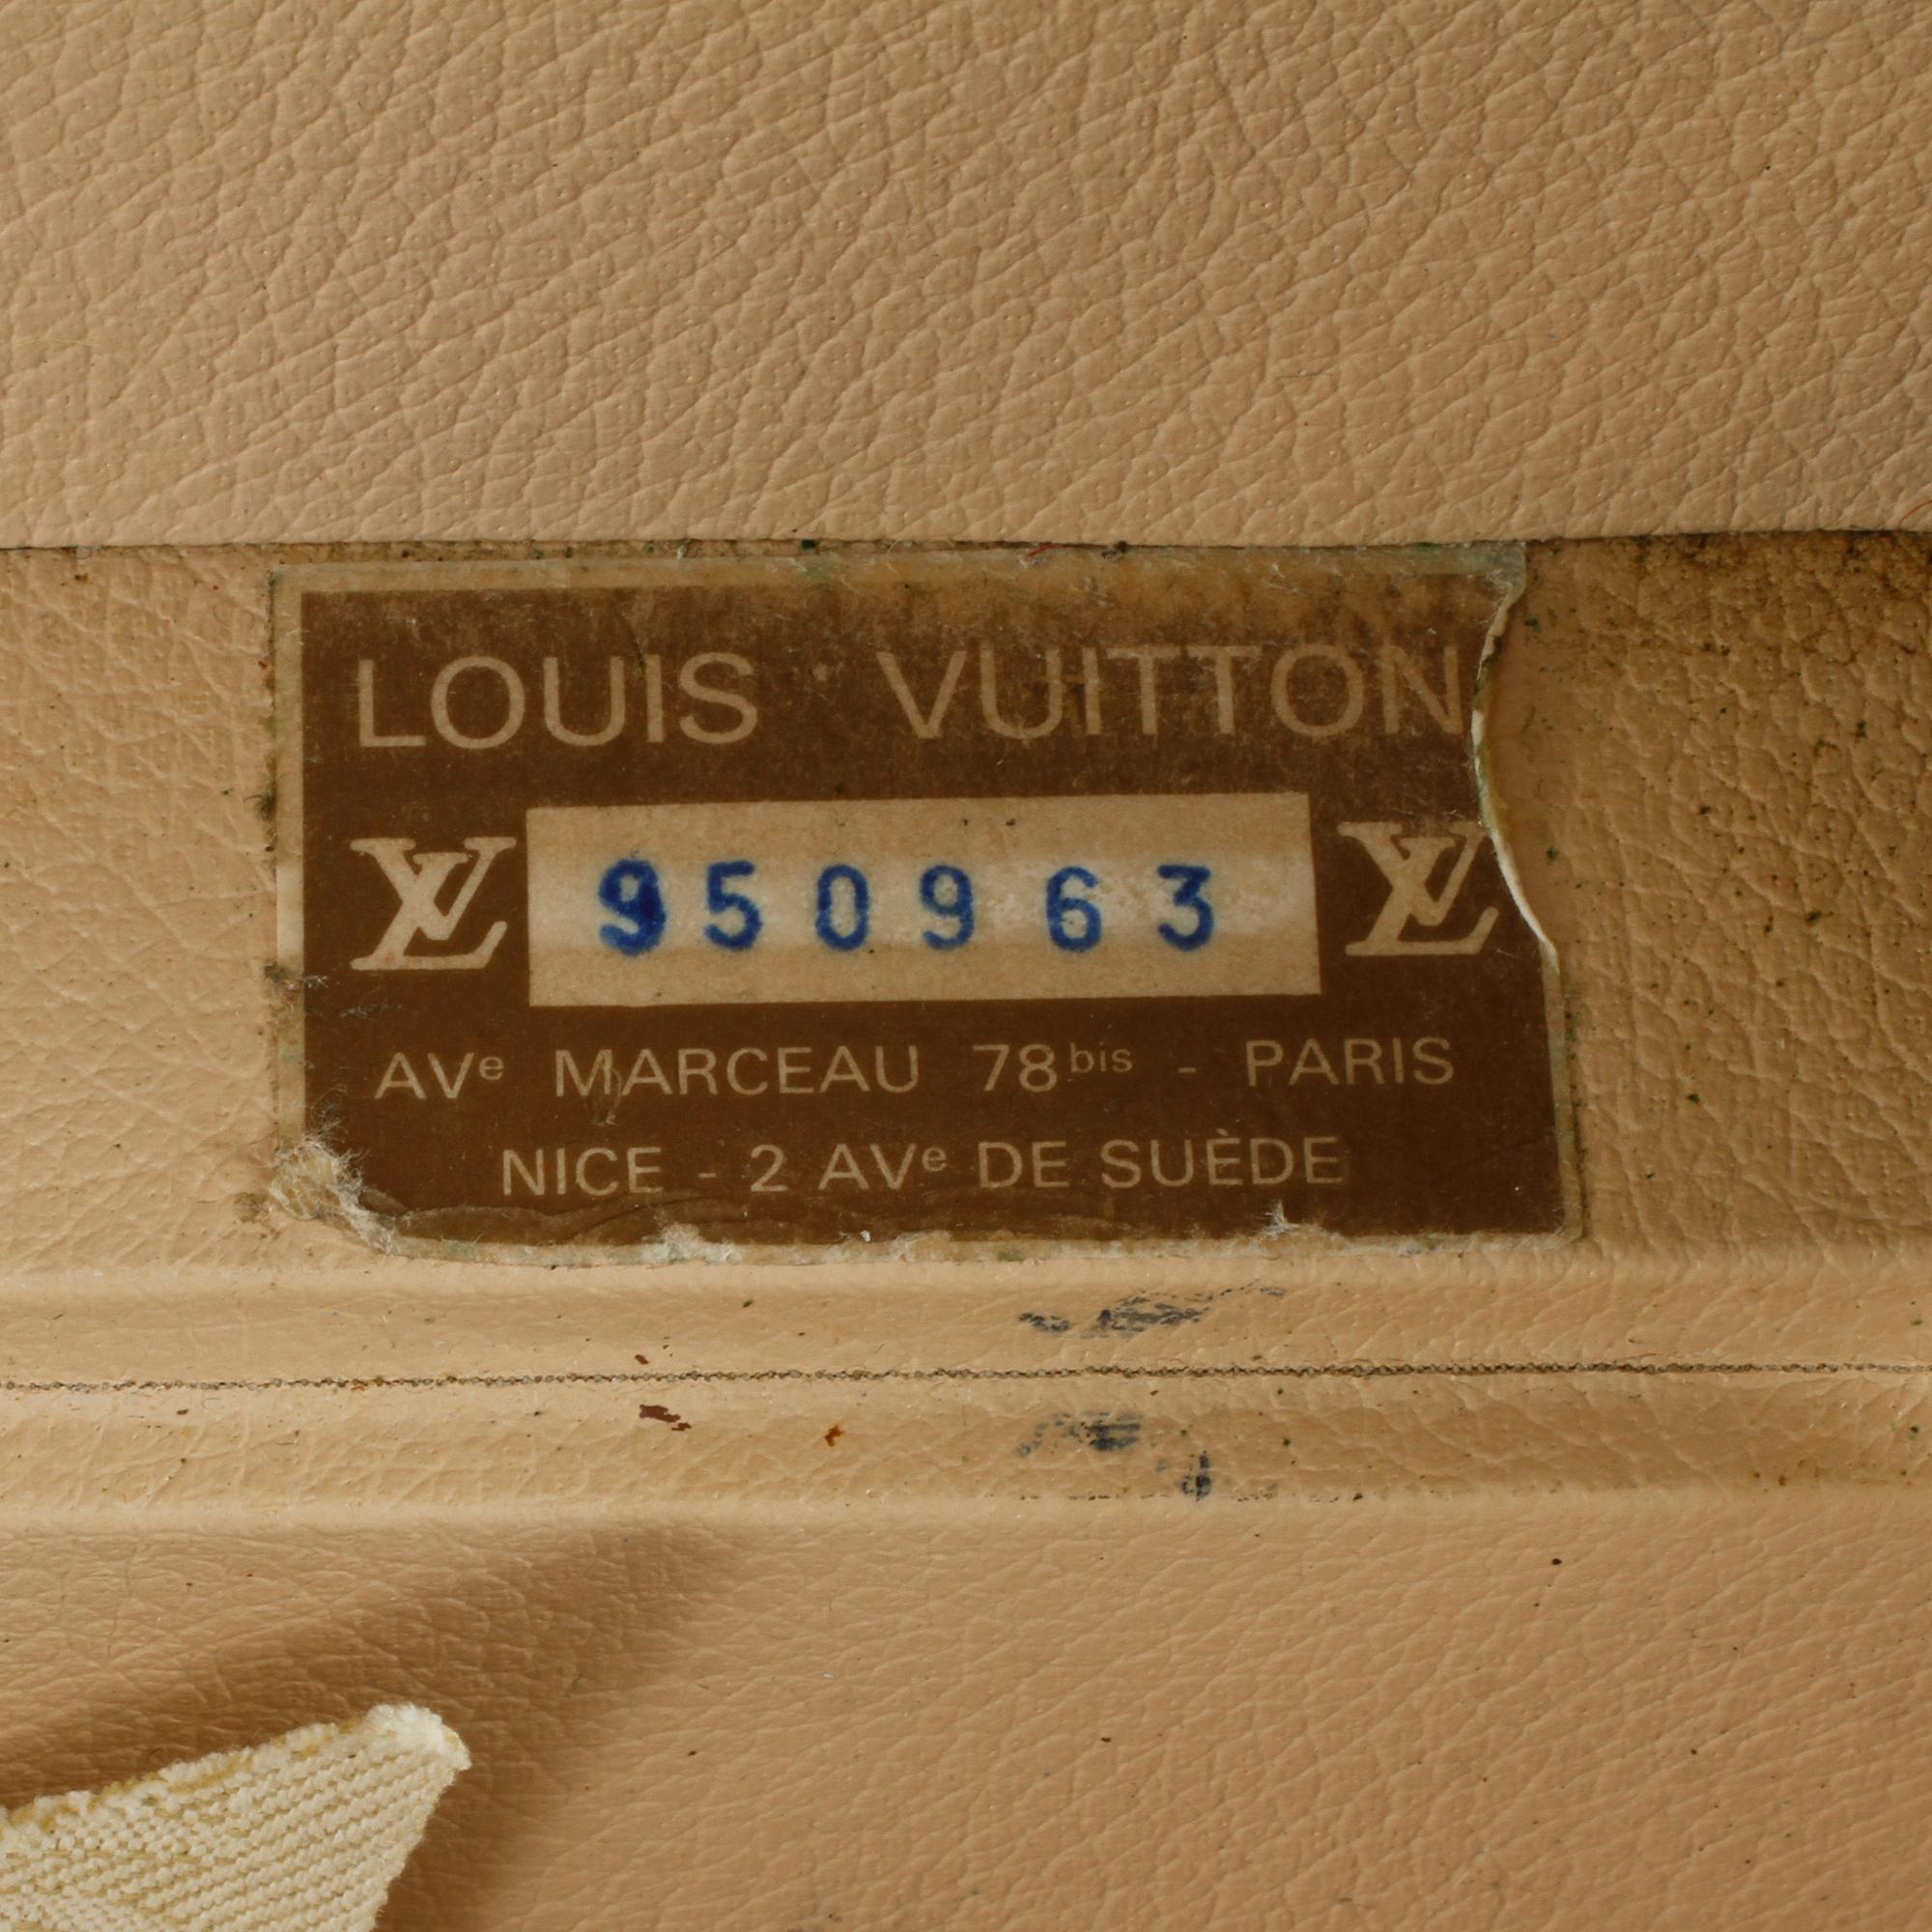 LOUIS VUITTON
LV 950963 LV
AVe MARCEAU 78bis - PARIS
NICE - 2 AVe DE SUÈDE